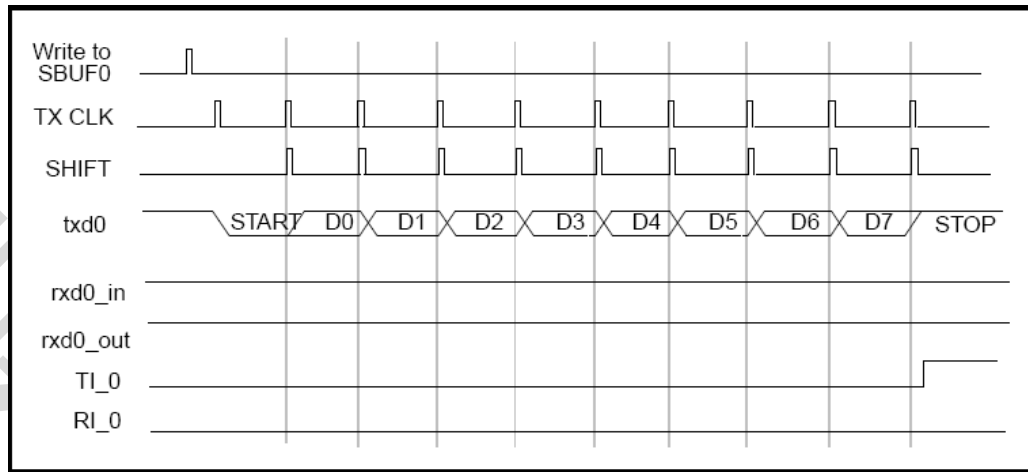 Write to
SBUF0
TX CLK
SHIFT
txd0 START D0 D1 D2 D3 D4 D5 D6 D7 STOP
rxd0_in
rxd0_out
TI_0
RI_0